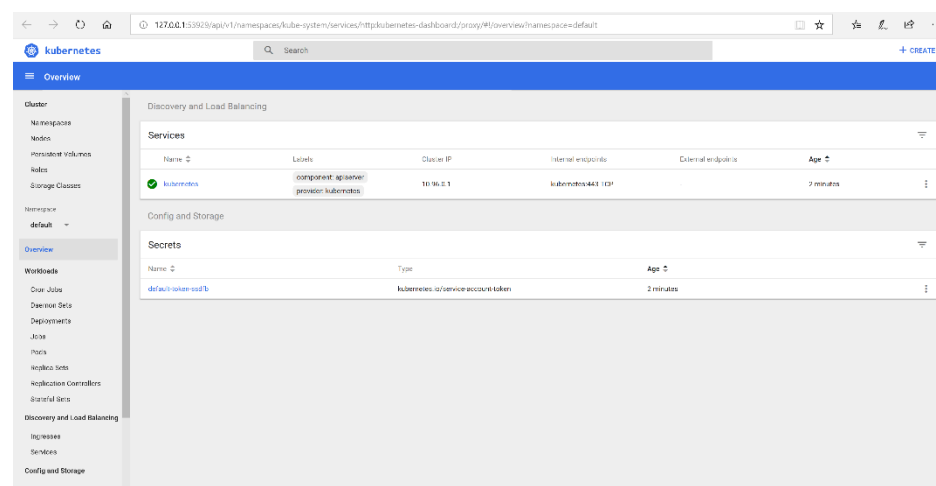 127.0.0.1:53929/api/v1/namespaces/kube-system/services/http:kubernetes-dashboard:/proxy/#!/overview?namespace=default
kubernetes
Search
+ CREATE
Overview
Cluster
Namespaces
Nodes
Persistent Volumes
Roles
Storage Classes
Namespace
default
Overview
Workloads
Cron Jobs
Daemon Sets
Deployments
Jobs
Pods
Replica Sets
Replication Controllers
Stateful Sets
Discovery and Load Balancing
Ingresses
Services
Config and Storage
Discovery and Load Balancing
Services
Name Labels Cluster IP Internal endpoints External endpoints Age
kubernetes component: apiserver provider: kubernetes 10.96.0.1 kubernetes:443 TCP - 2 minutes
Config and Storage
Secrets
Name Type Age
default-token-ssdfb kubernetes.io/service-account-token 2 minutes